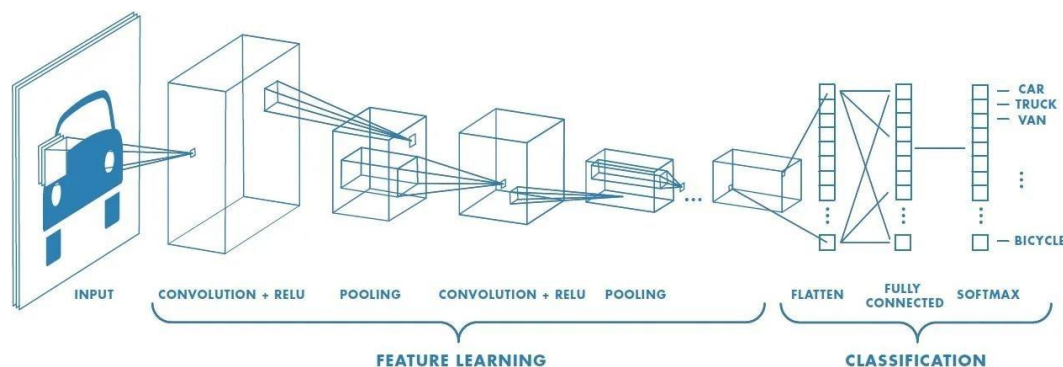 CAR
TRUCK
VAN
BICYCLE
INPUT
CONVOLUTION + RELU
POOLING
CONVOLUTION + RELU
POOLING
FLATTEN
FULLY
CONNECTED
SOFTMAX
FEATURE LEARNING
CLASSIFICATION